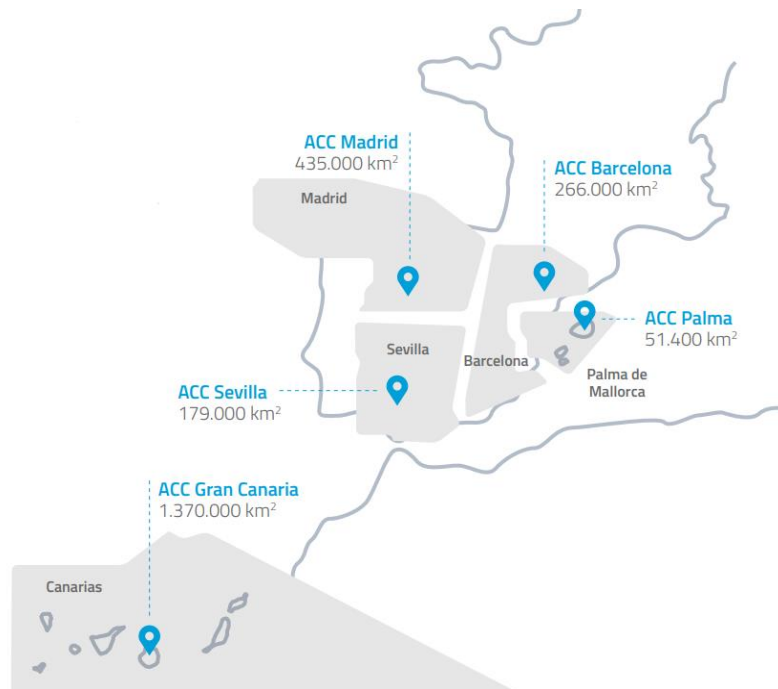 ACC Madrid
435.000 km²
Madrid
ACC Barcelona
266.000 km²
ACC Palma
51.400 km²
Sevilla
Barcelona
Palma de
Mallorca
ACC Sevilla
179.000 km²
ACC Gran Canaria
1.370.000 km²
Canarias